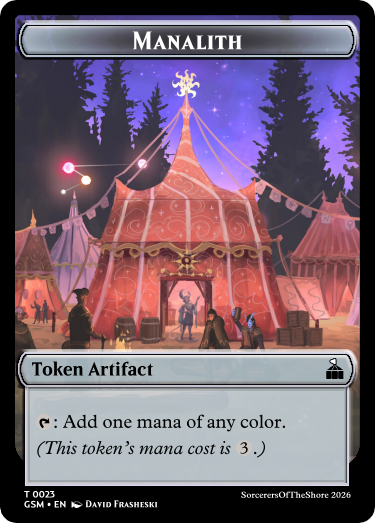 Manalith
Token Artifact
: Add one mana of any color.
(This token's mana cost is 3.)
T 0023
GSM • EN David Frasheski
SorcerersOfTheShore 2026